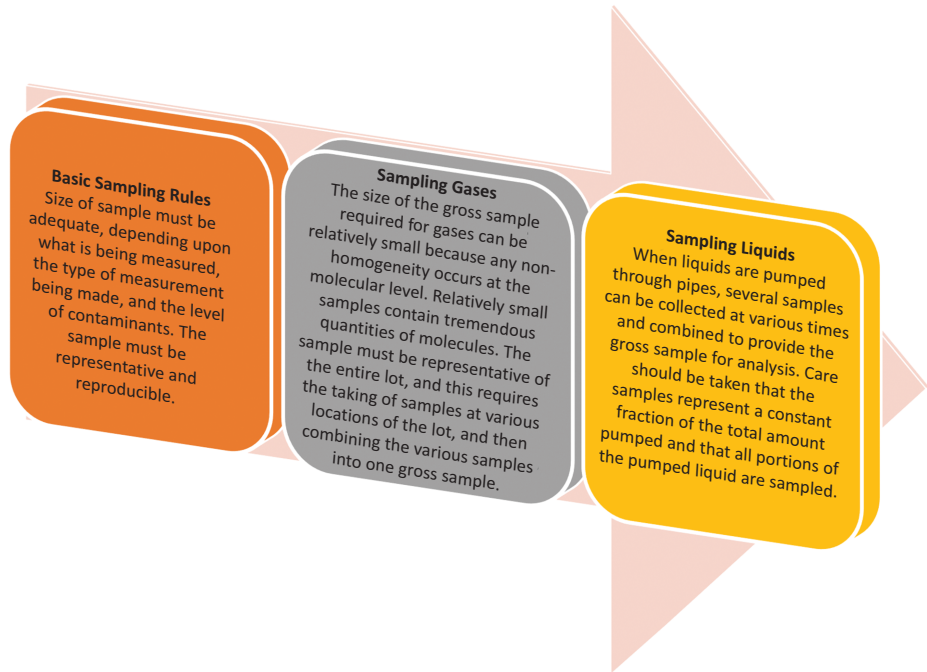 Basic Sampling Rules
Size of sample must be
adequate, depending upon
what is being measured,
the type of measurement
being made, and the level
of contaminants. The
sample must be
representative and
reproducible.
Sampling Gases
The size of the gross sample
required for gases can be
relatively small because any non-
homogeneity occurs at the
molecular level. Relatively small
samples contain tremendous
quantities of molecules. The
sample must be representative of
the entire lot, and this requires
the taking of samples at various
locations of the lot, and then
combining the various samples
into one gross sample.
Sampling Liquids
When liquids are pumped
through pipes, several samples
can be collected at various times
and combined to provide the
gross sample for analysis. Care
should be taken that the
samples represent a constant
fraction of the total amount
pumped and that all portions of
the pumped liquid are sampled.